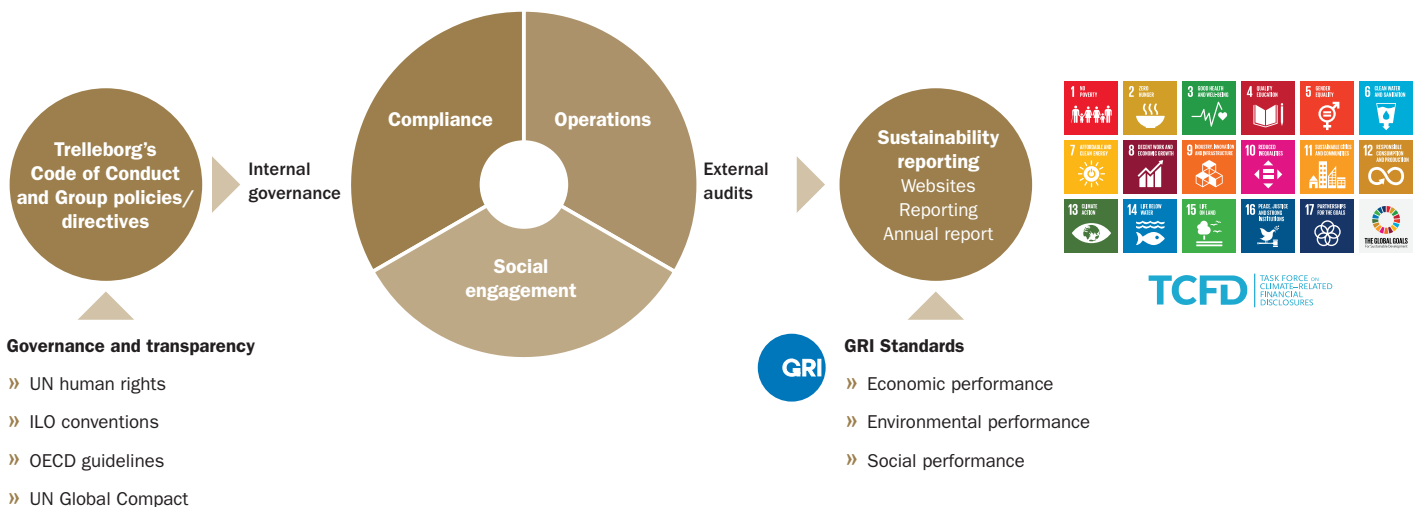 Trelleborg's
Code of Conduct
and Group policies/
directives
Internal
governance
Compliance
Operations
Social
engagement
External
audits
Sustainability
reporting
Websites
Reporting
Annual report
1 NO
POVERTY
2 ZERO
HUNGER
3 GOOD HEALTH
AND WELL-BEING
4 QUALITY
EDUCATION
5 GENDER
EQUALITY
6 CLEAN WATER
AND SANITATION
7 AFFORDABLE AND
CLEAN ENERGY
8 DECENT WORK AND
ECONOMIC GROWTH
9 INDUSTRY, INNOVATION
AND INFRASTRUCTURE
10 REDUCED
INEQUALITIES
11 SUSTAINABLE CITIES
AND COMMUNITIES
12 RESPONSIBLE
CONSUMPTION
AND PRODUCTION
13 CLIMATE
ACTION
14 LIFE BELOW
WATER
15 LIFE
ON LAND
16 PEACE, JUSTICE
AND STRONG
INSTITUTIONS
17 PARTNERSHIPS
FOR THE GOALS
THE GLOBAL GOALS
For Sustainable Development
TCFD
TASK FORCE ON
CLIMATE–RELATED
FINANCIAL
DISCLOSURES
Governance and transparency
» UN human rights
» ILO conventions
» OECD guidelines
» UN Global Compact
GRI
GRI Standards
» Economic performance
» Environmental performance
» Social performance